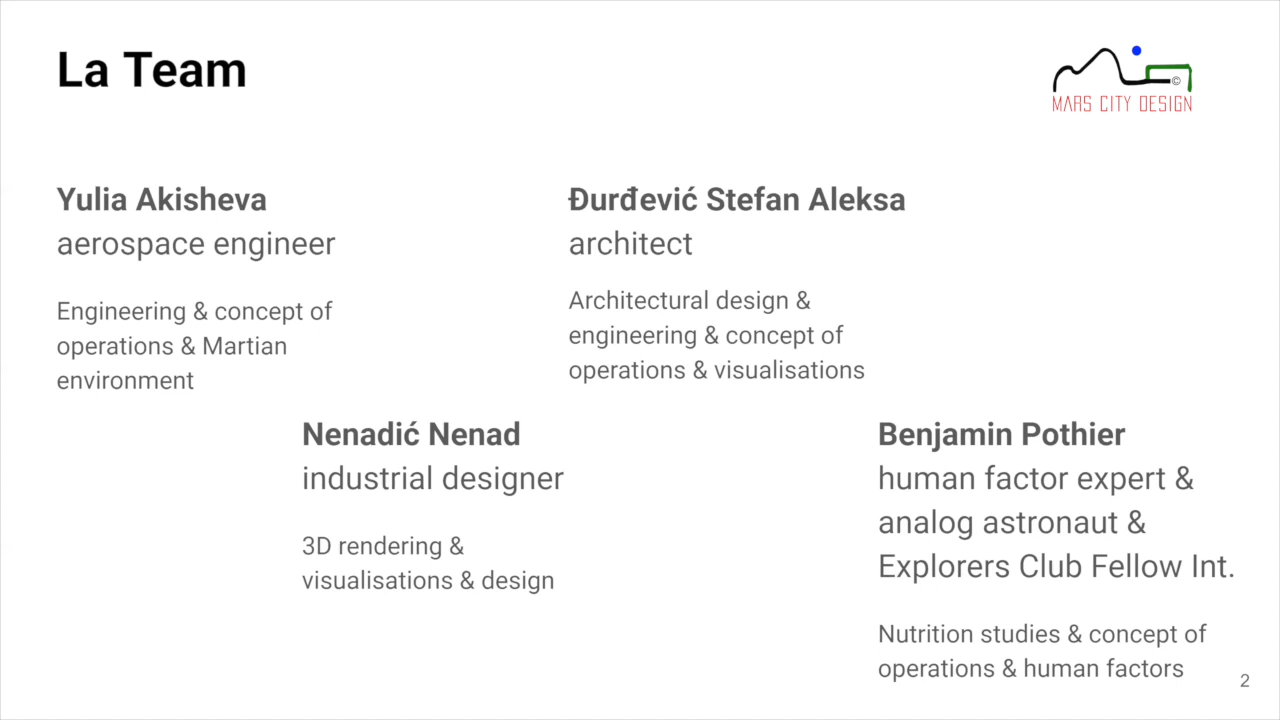 La Team
©
MARS CITY DESIGN
Yulia Akisheva
aerospace engineer
Engineering & concept of
operations & Martian
environment
Đurđević Stefan Aleksa
architect
Architectural design &
engineering & concept of
operations & visualisations
Nenadić Nenad
industrial designer
3D rendering &
visualisations & design
Benjamin Pothier
human factor expert &
analog astronaut &
Explorers Club Fellow Int.
Nutrition studies & concept of
operations & human factors
2